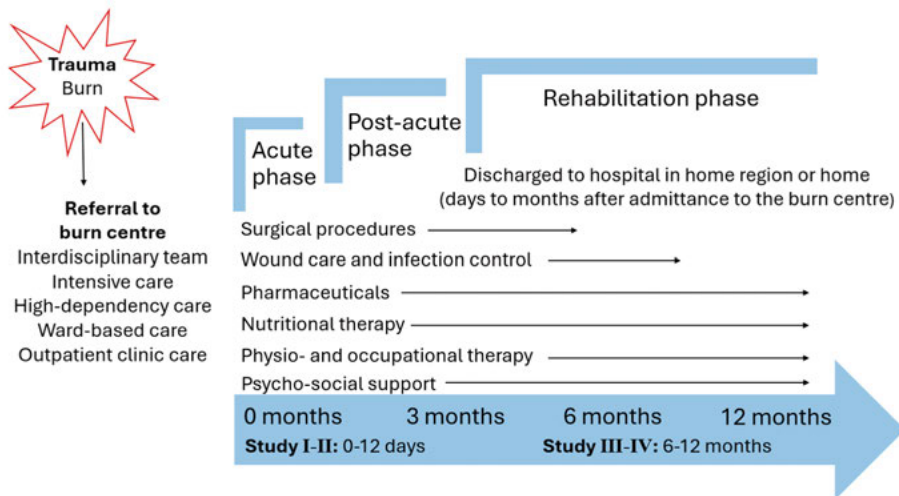 Trauma
Burn
Referral to
burn centre
Interdisciplinary team
Intensive care
High-dependency care
Ward-based care
Outpatient clinic care
Acute
phase
Post-acute
phase
Rehabilitation phase
Discharged to hospital in home region or home
(days to months after admittance to the burn centre)
Surgical procedures
Wound care and infection control
Pharmaceuticals
Nutritional therapy
Physio- and occupational therapy
Psycho-social support
0 months 3 months 6 months 12 months
Study I-II: 0-12 days Study III-IV: 6-12 months